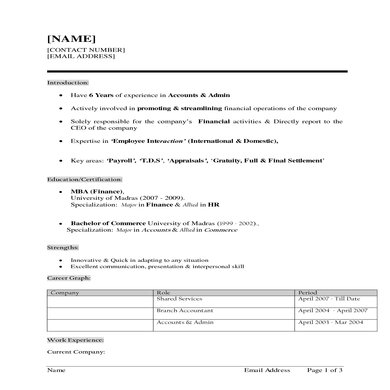 [NAME]
[CONTACT NUMBER]
[EMAIL ADDRESS]
Introduction:
• Have 6 Years of experience in Accounts & Admin
• Actively involved in promoting & streamlining financial operations of the company
• Solely responsible for the company's Financial activities & Directly report to the
CEO of the company
• Expertise in 'Employee Interaction' (International & Domestic),
• Key areas: 'Payroll', 'T.D.S', 'Appraisals', 'Gratuity, Full & Final Settlement'
Education/Certification:
• MBA (Finance),
University of Madras (2007 - 2009).
Specialization: Major in Finance & Allied in HR
• Bachelor of Commerce University of Madras (1999 - 2002).,
Specialization: Major in Accounts & Allied in Commerce
Strengths:
• Innovative & Quick in adapting to any situation
• Excellent communication, presentation & interpersonal skill
Career Graph:
Company Role Period
Shared Services April 2007 - Till Date
Branch Accountant April 2004 - April 2007
Accounts & Admin April 2003 - Mar 2004
Work Experience:
Current Company:
Name Email Address Page 1 of 3